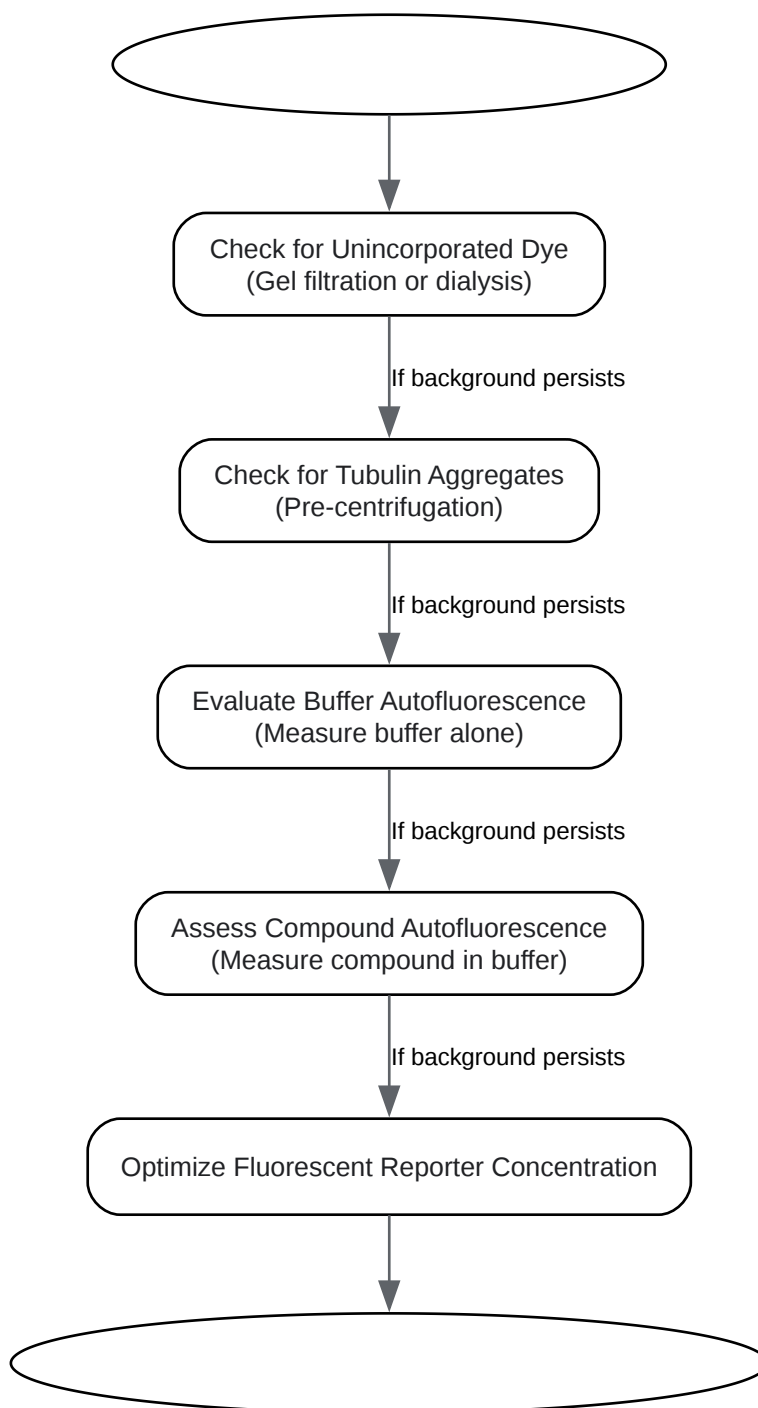 Check for Unincorporated Dye
(Gel filtration or dialysis)
If background persists
Check for Tubulin Aggregates
(Pre-centrifugation)
If background persists
Evaluate Buffer Autofluorescence
(Measure buffer alone)
If background persists
Assess Compound Autofluorescence
(Measure compound in buffer)
If background persists
Optimize Fluorescent Reporter Concentration